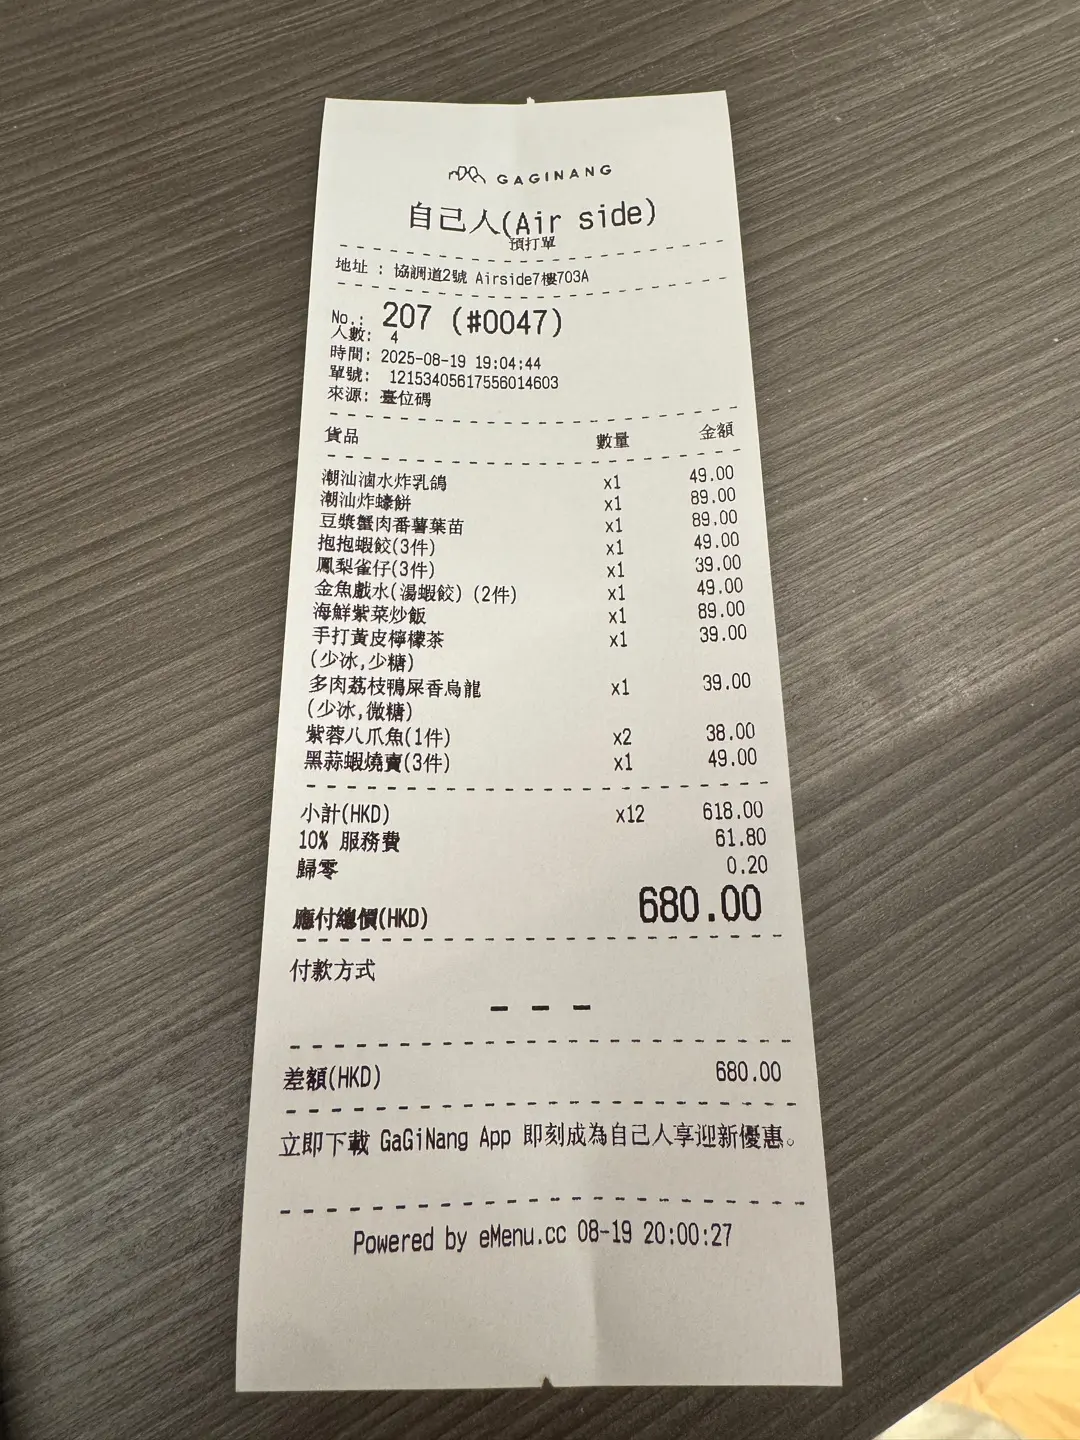 GAGINANG
自己人(Air side)
預打單
地址 : 協調道2號 Airside7樓703A
No.: 207 (#0047)
人數: 4
時間: 2025-08-19 19:04:44
單號: 12153405617556014603
來源: 臺位碼
貨品 數量 金額
潮汕滷水炸乳鴿 x1 49.00
潮汕炸蠔餅 x1 89.00
豆漿蟹肉番薯葉苗 x1 89.00
抱抱蝦餃(3件) x1 49.00
鳳梨雀仔(3件) x1 39.00
金魚戲水(湯蝦餃) (2件) x1 49.00
海鮮紫菜炒飯 x1 89.00
手打黃皮檸檬茶 x1 39.00
(少冰,少糖)
多肉荔枝鴨屎香烏龍 x1 39.00
(少冰,微糖)
紫蓉八爪魚(1件) x2 38.00
黑蒜蝦燒賣(3件) x1 49.00
小計(HKD) x12 618.00
10% 服務費 61.80
歸零 0.20
應付總價(HKD) 680.00
付款方式
– – –
差額(HKD) 680.00
立即下載 GaGiNang App 即刻成為自己人享迎新優惠。
Powered by eMenu.cc 08-19 20:00:27